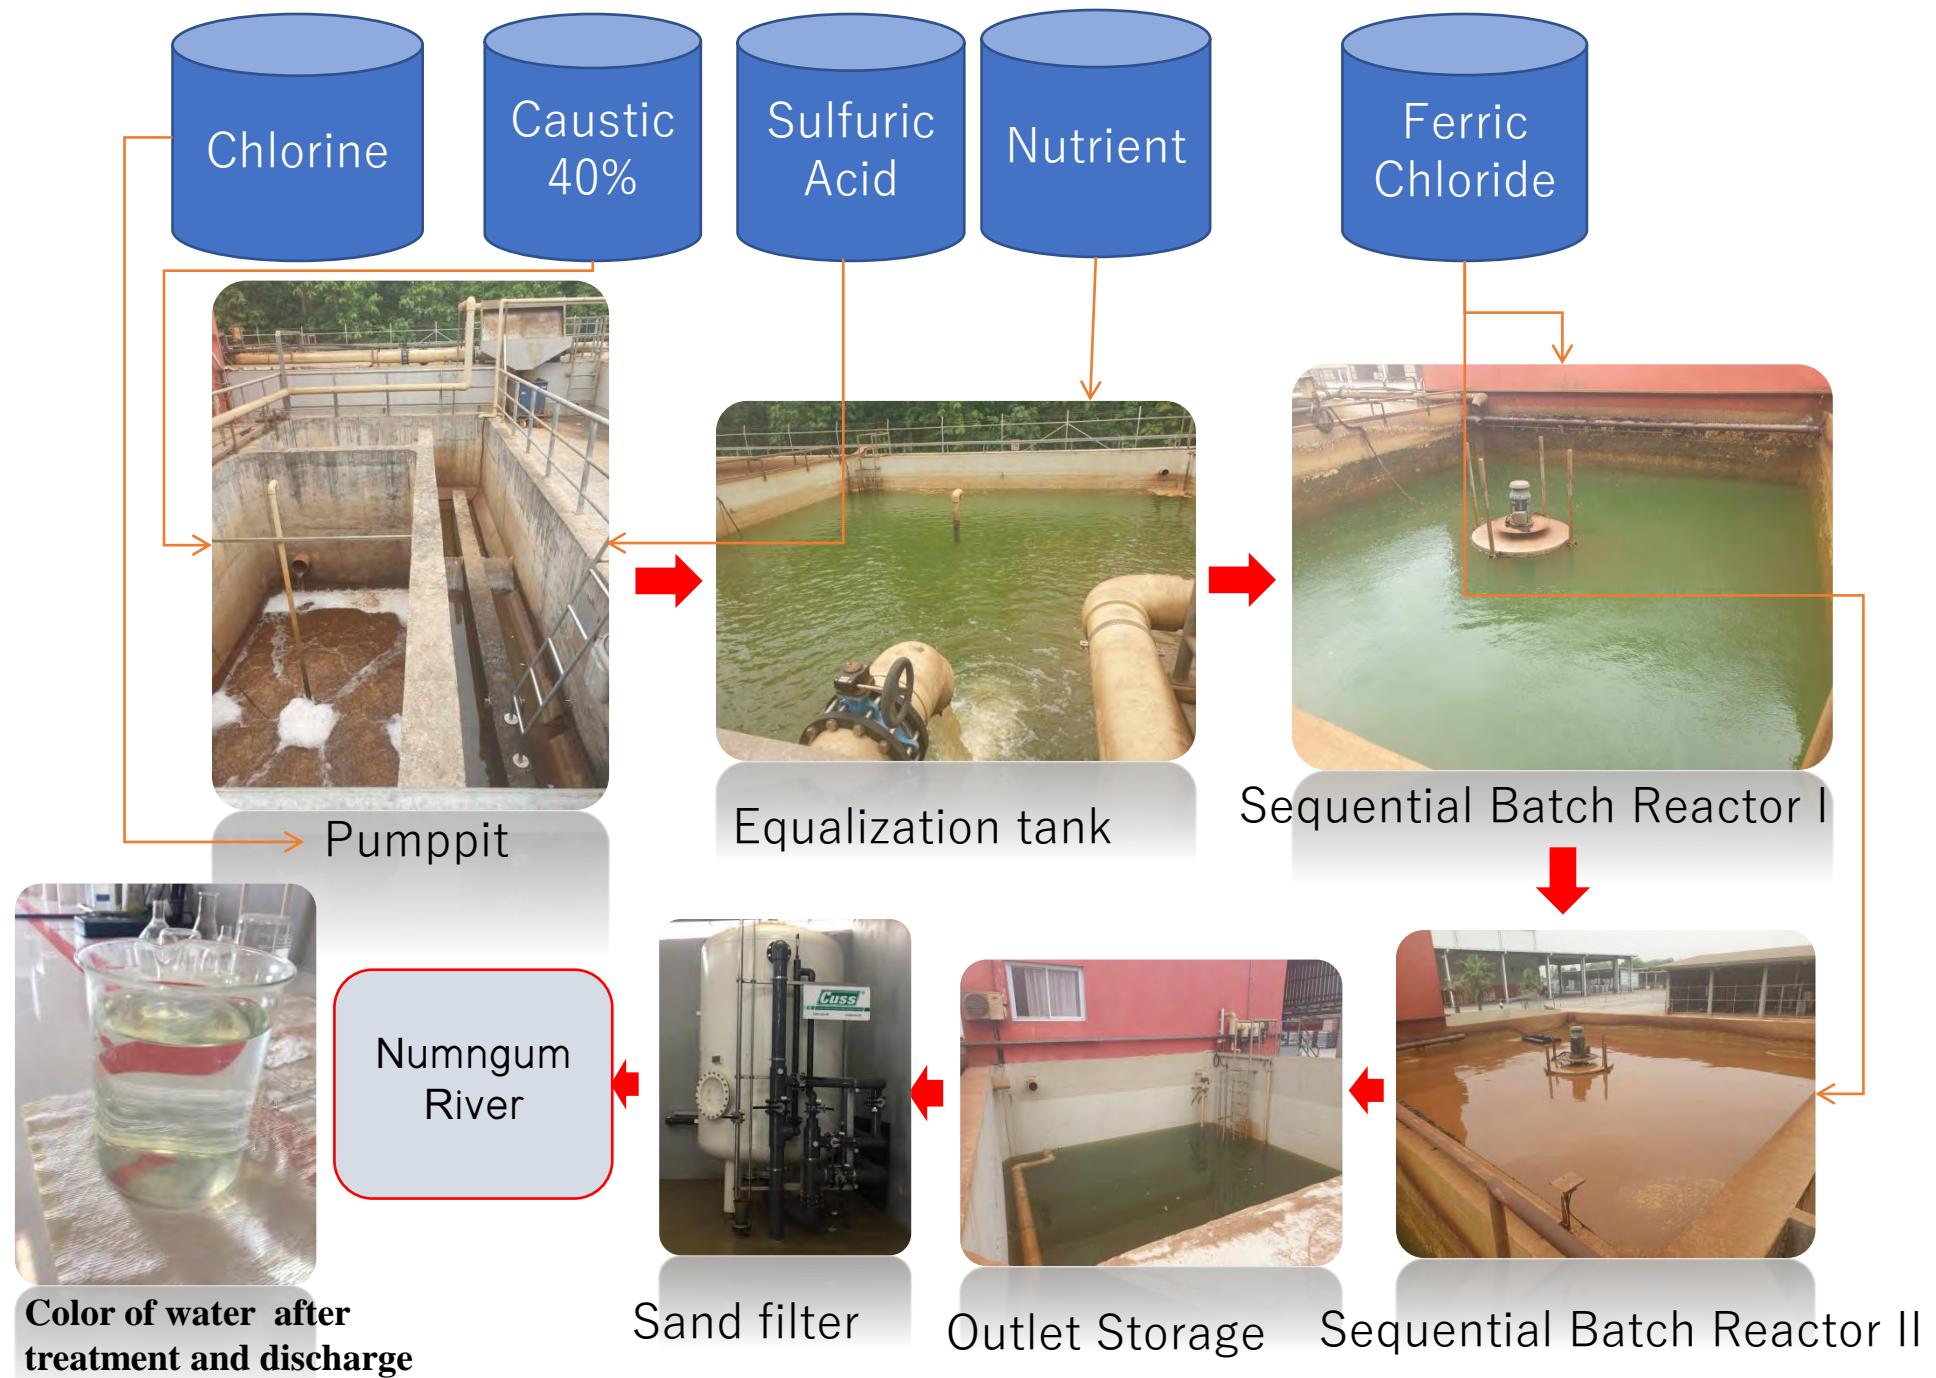 Chlorine
Caustic
40%
Sulfuric
Acid
Nutrient
Ferric
Chloride
Pumppit
Equalization tank
Sequential Batch Reactor I
Numngum
River
Cuss
Sand filter
Outlet Storage
Sequential Batch Reactor II
Color of water after
treatment and discharge